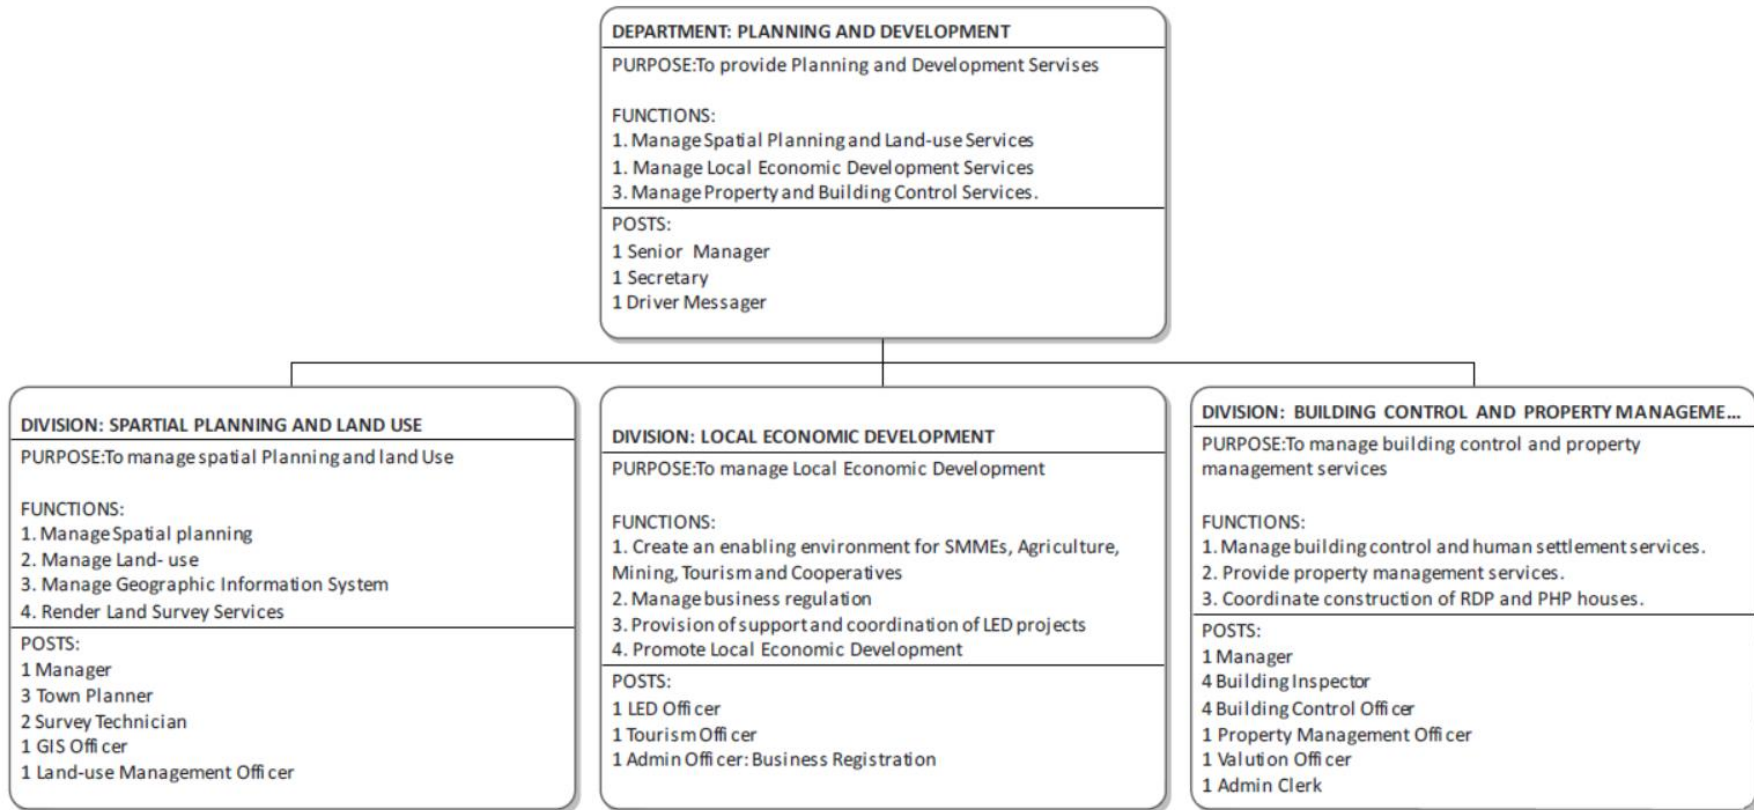 DEPARTMENT: PLANNING AND DEVELOPMENT
PURPOSE:To provide Planning and Development Servises
FUNCTIONS:
1. Manage Spatial Planning and Land-use Services
1. Manage Local Economic Development Services
3. Manage Property and Building Control Services.
POSTS:
1 Senior Manager
1 Secretary
1 Driver Messager
DIVISION: SPARTIAL PLANNING AND LAND USE
PURPOSE:To manage spatial Planning and land Use
FUNCTIONS:
1. Manage Spatial planning
2. Manage Land- use
3. Manage Geographic Information System
4. Render Land Survey Services
POSTS:
1 Manager
3 Town Planner
2 Survey Technician
1 GIS Officer
1 Land-use Management Officer
DIVISION: LOCAL ECONOMIC DEVELOPMENT
PURPOSE:To manage Local Economic Development
FUNCTIONS:
1. Create an enabling environment for SMMEs, Agriculture,
Mining, Tourism and Cooperatives
2. Manage business regulation
3. Provision of support and coordination of LED projects
4. Promote Local Economic Development
POSTS:
1 LED Officer
1 Tourism Officer
1 Admin Officer: Business Registration
DIVISION: BUILDING CONTROL AND PROPERTY MANAGEME...
PURPOSE:To manage building control and property
management services
FUNCTIONS:
1. Manage building control and human settlement services.
2. Provide property management services.
3. Coordinate construction of RDP and PHP houses.
POSTS:
1 Manager
4 Building Inspector
4 Building Control Officer
1 Property Management Officer
1 Valution Officer
1 Admin Clerk